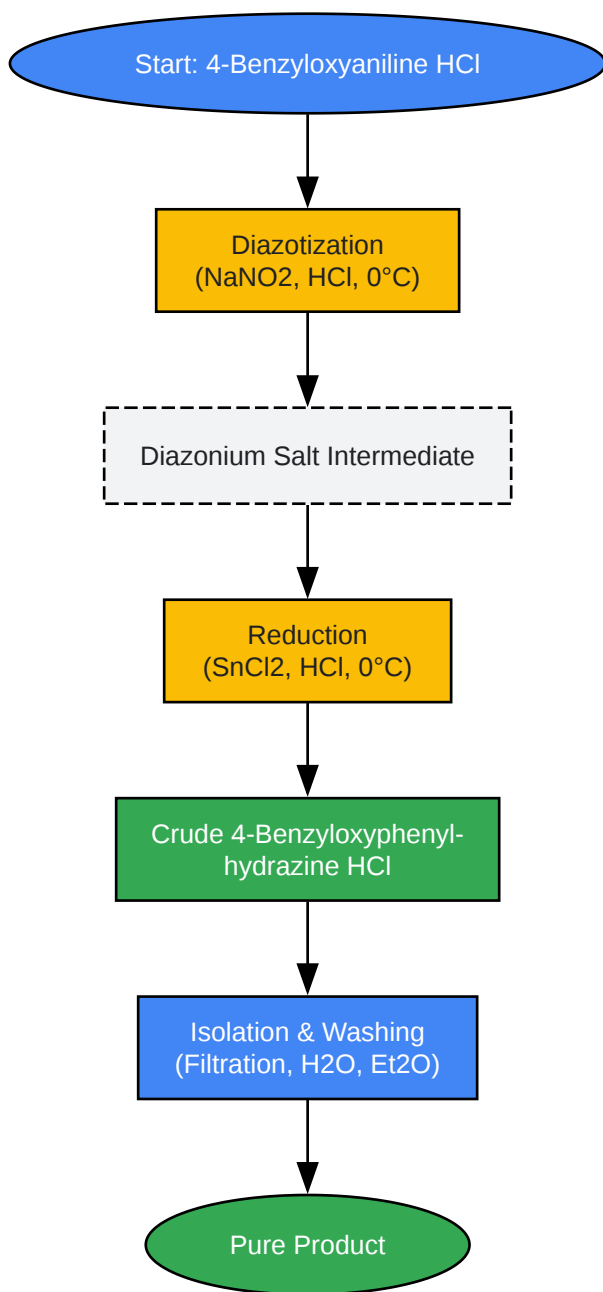 Start: 4-Benzyloxyaniline HCl
Diazotization
(NaNO2, HCl, 0°C)
Diazonium Salt Intermediate
Reduction
(SnCl2, HCl, 0°C)
Crude 4-Benzyloxyphenyl-
hydrazine HCl
Isolation & Washing
(Filtration, H2O, Et2O)
Pure Product